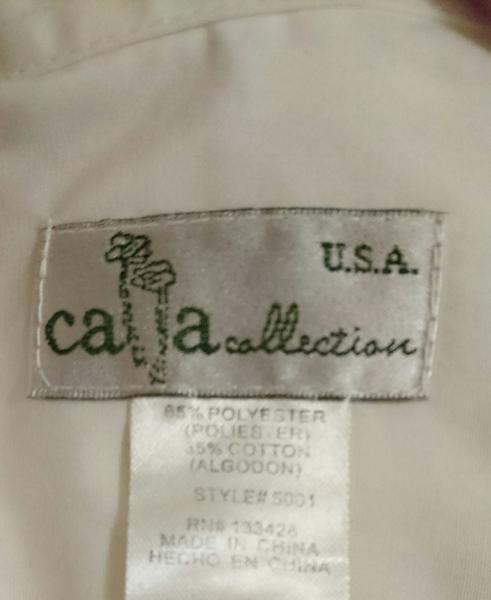 U.S.A.
calla collection
65% POLYESTER
(POLIESTER)
35% COTTON
(ALGODON)
STYLE# 5001
RN# 133428
MADE IN CHINA
HECHO EN CHINA